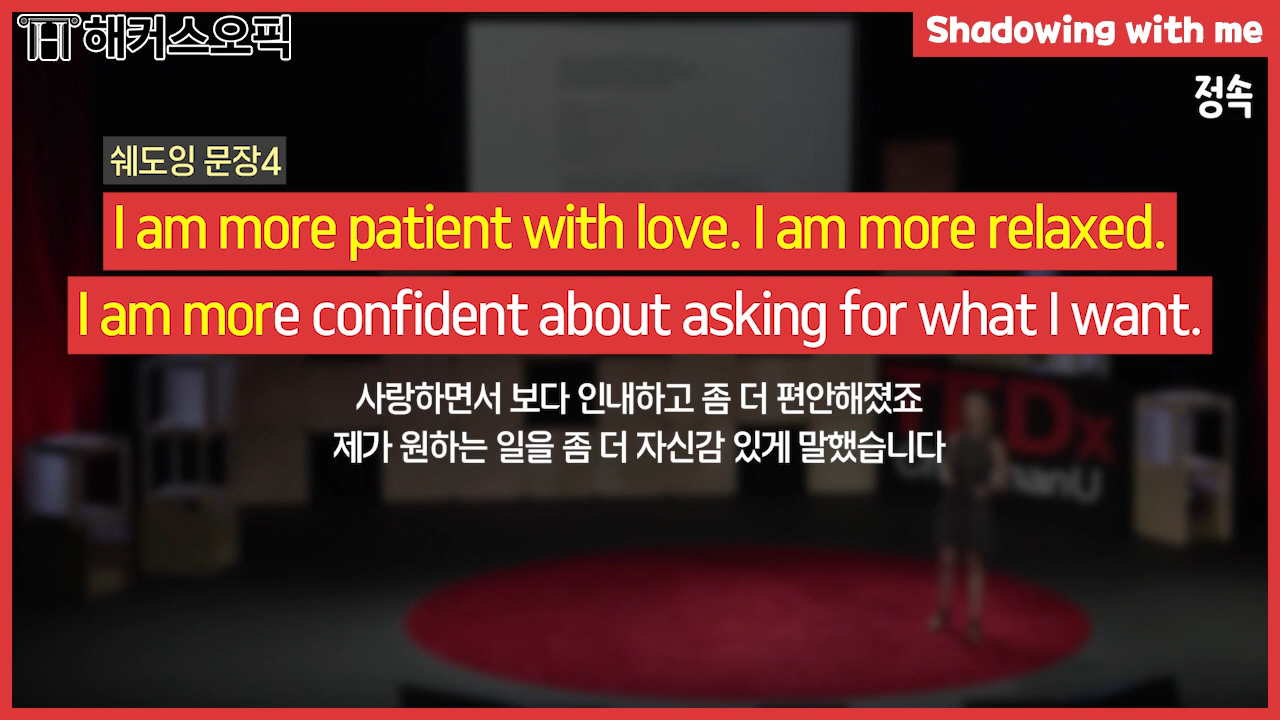 해커스오픽
Shadowing with me
정속
쉐도잉 문장4
I am more patient with love. I am more relaxed.
I am more confident about asking for what I want.
사랑하면서 보다 인내하고 좀 더 편안해졌죠
제가 원하는 일을 좀 더 자신감 있게 말했습니다
TEDx